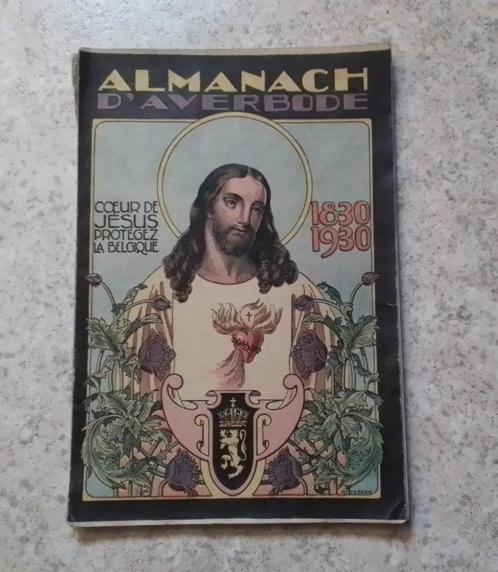 ALMANACH
D'AVERBODE
CŒUR DE
JÉSUS
PROTÉGEZ
LA BELGIQUE
1830
1930